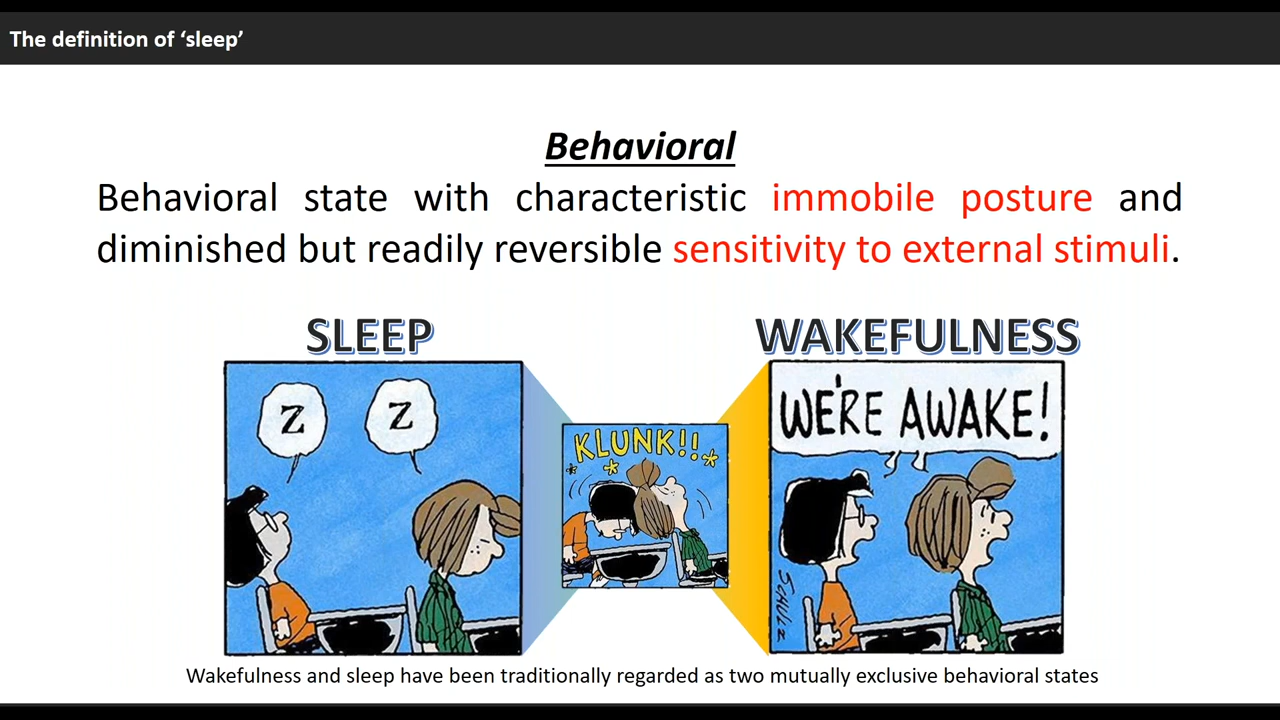 The definition of ‘sleep’
Behavioral
Behavioral state with characteristic immobile posture and
diminished but readily reversible sensitivity to external stimuli.
SLEEP
WAKEFULNESS
Z Z
KLUNK!!
WE'RE AWAKE!
SCHULZ
Wakefulness and sleep have been traditionally regarded as two mutually exclusive behavioral states